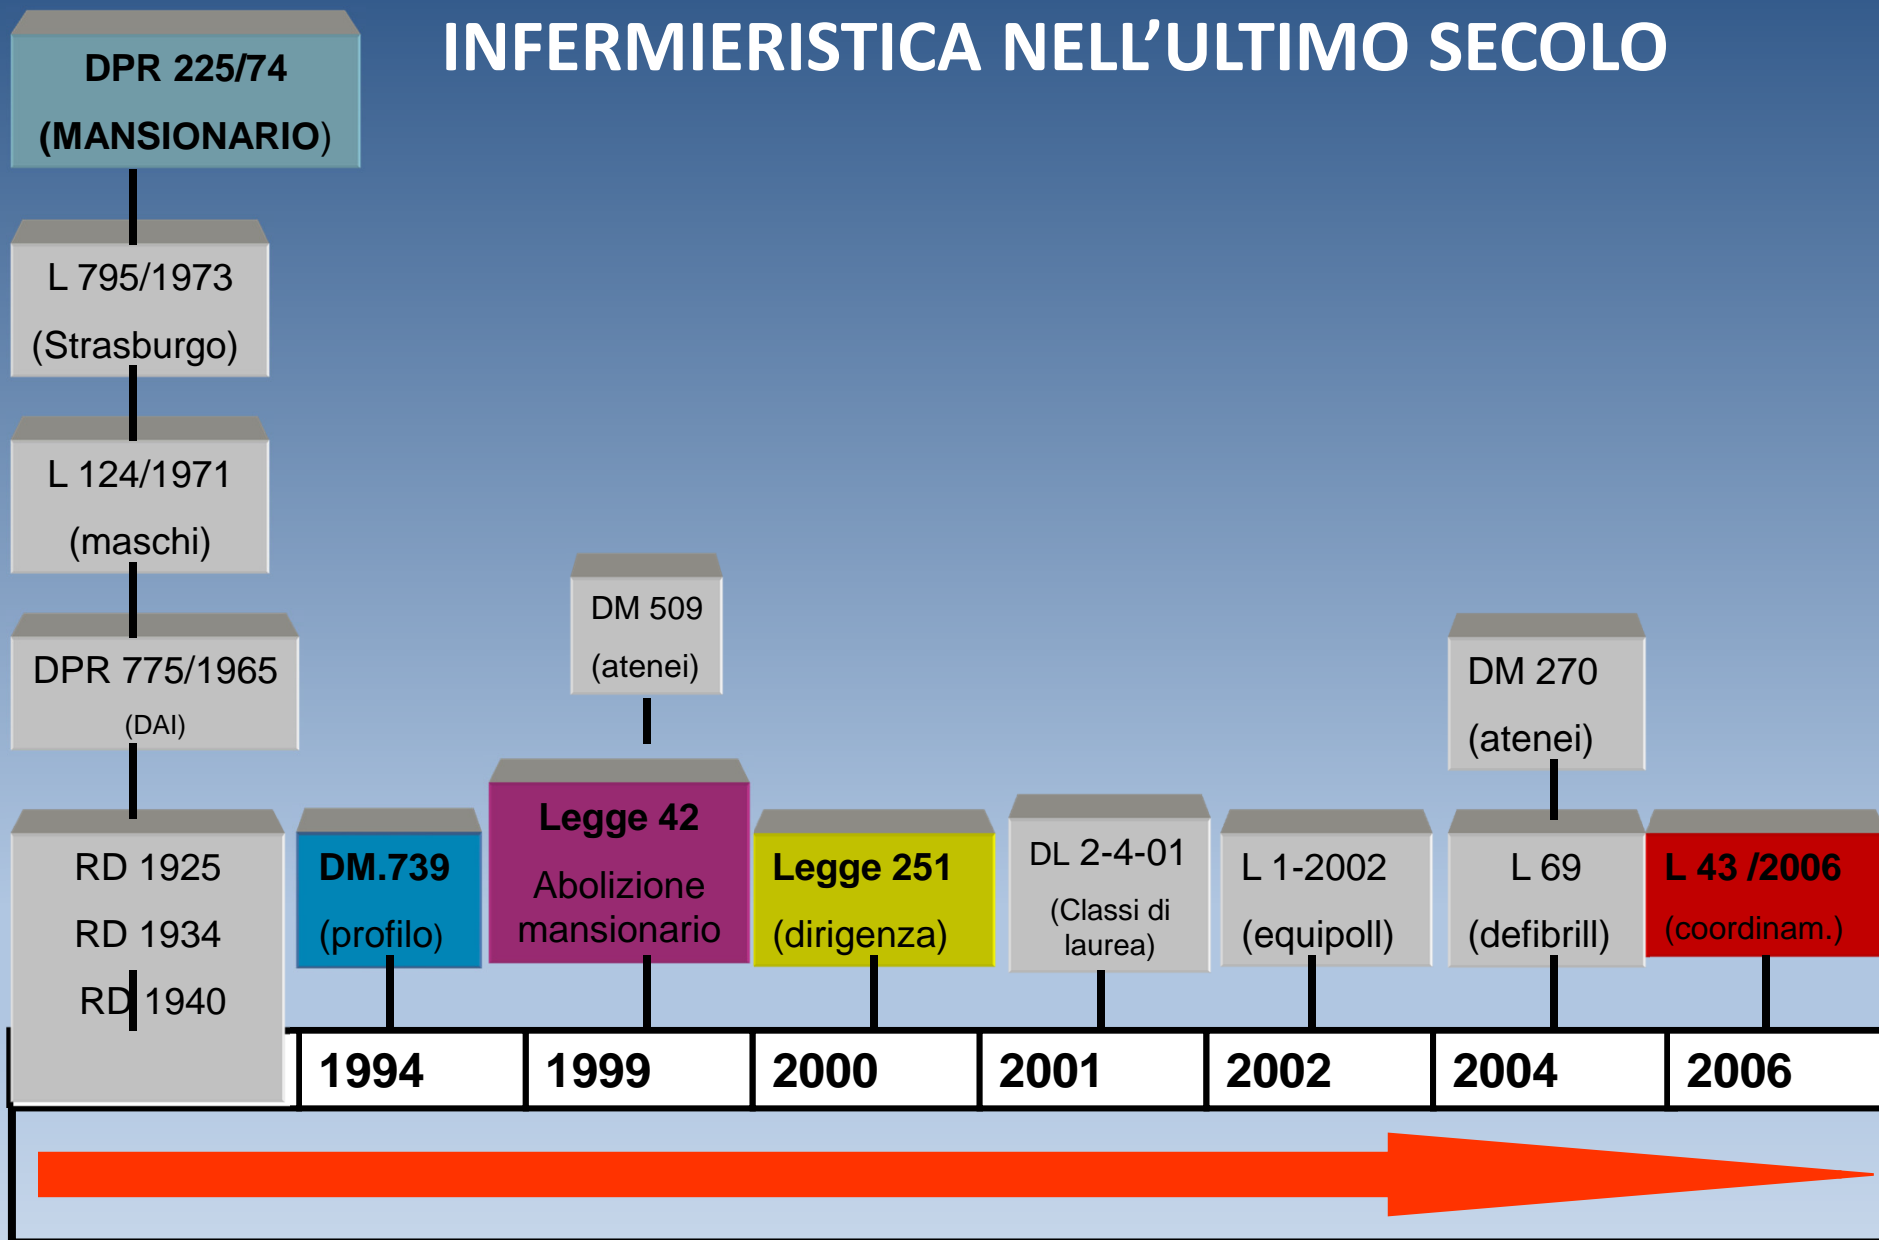 INFERMIERISTICA NELL’ULTIMO SECOLO
DPR 225/74
(MANSIONARIO)
L 795/1973
(Strasburgo)
L 124/1971
(maschi)
DPR 775/1965
(DAI)
RD 1925
RD 1934
RD 1940
DM.739
(profilo)
DM 509
(atenei)
Legge 42
Abolizione
mansionario
Legge 251
(dirigenza)
DL 2-4-01
(Classi di
laurea)
L 1-2002
(equipoll)
DM 270
(atenei)
L 69
(defibrill)
L 43 /2006
(coordinam.)
1994
1999
2000
2001
2002
2004
2006